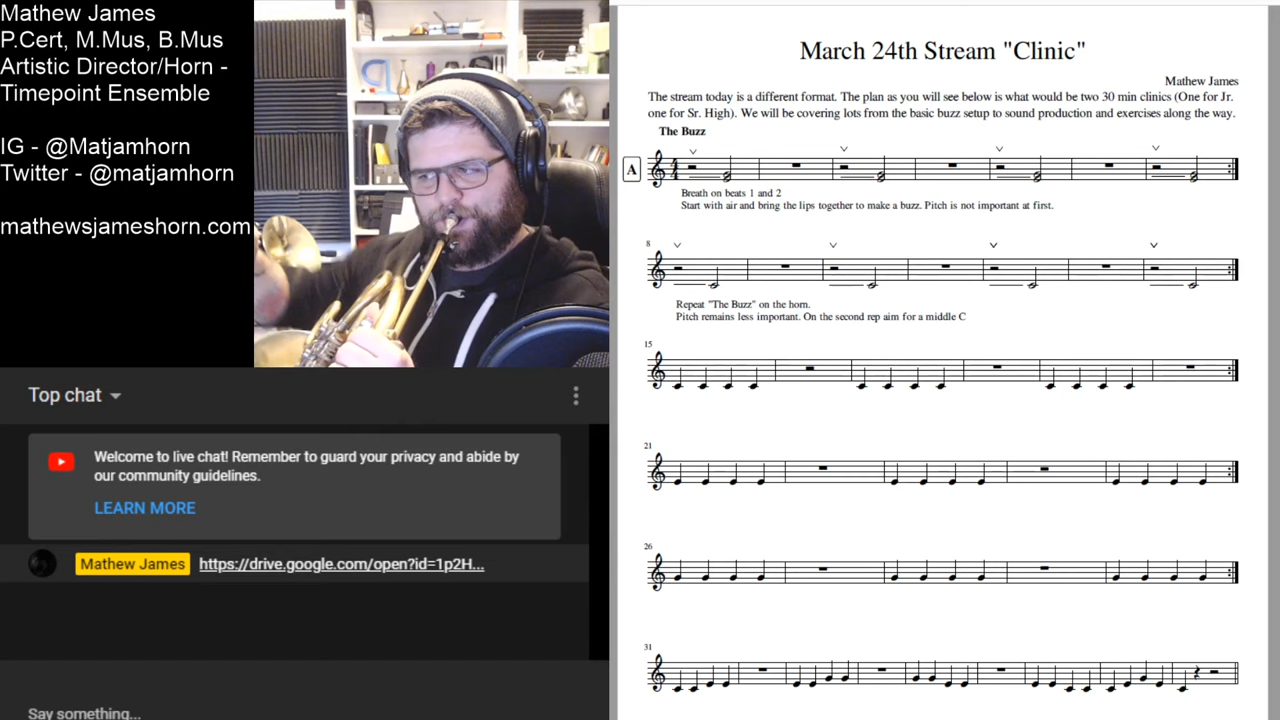 Mathew James
P.Cert, M.Mus, B.Mus
Artistic Director/Horn -
Timepoint Ensemble
IG - @Matjamhorn
Twitter - @matjamhorn
mathewsjameshorn.com
Top chat
Welcome to live chat! Remember to guard your privacy and abide by
our community guidelines.
LEARN MORE
Mathew James https://drive.google.com/open?id=1p2H...
Say something...
March 24th Stream "Clinic"
Mathew James
The stream today is a different format. The plan as you will see below is what would be two 30 min clinics (One for Jr.
one for Sr. High). We will be covering lots from the basic buzz setup to sound production and exercises along the way.
The Buzz
A
4
4
Breath on beats 1 and 2
Start with air and bring the lips together to make a buzz. Pitch is not important at first.
8
Repeat "The Buzz" on the horn.
Pitch remains less important. On the second rep aim for a middle C
15
21
26
31